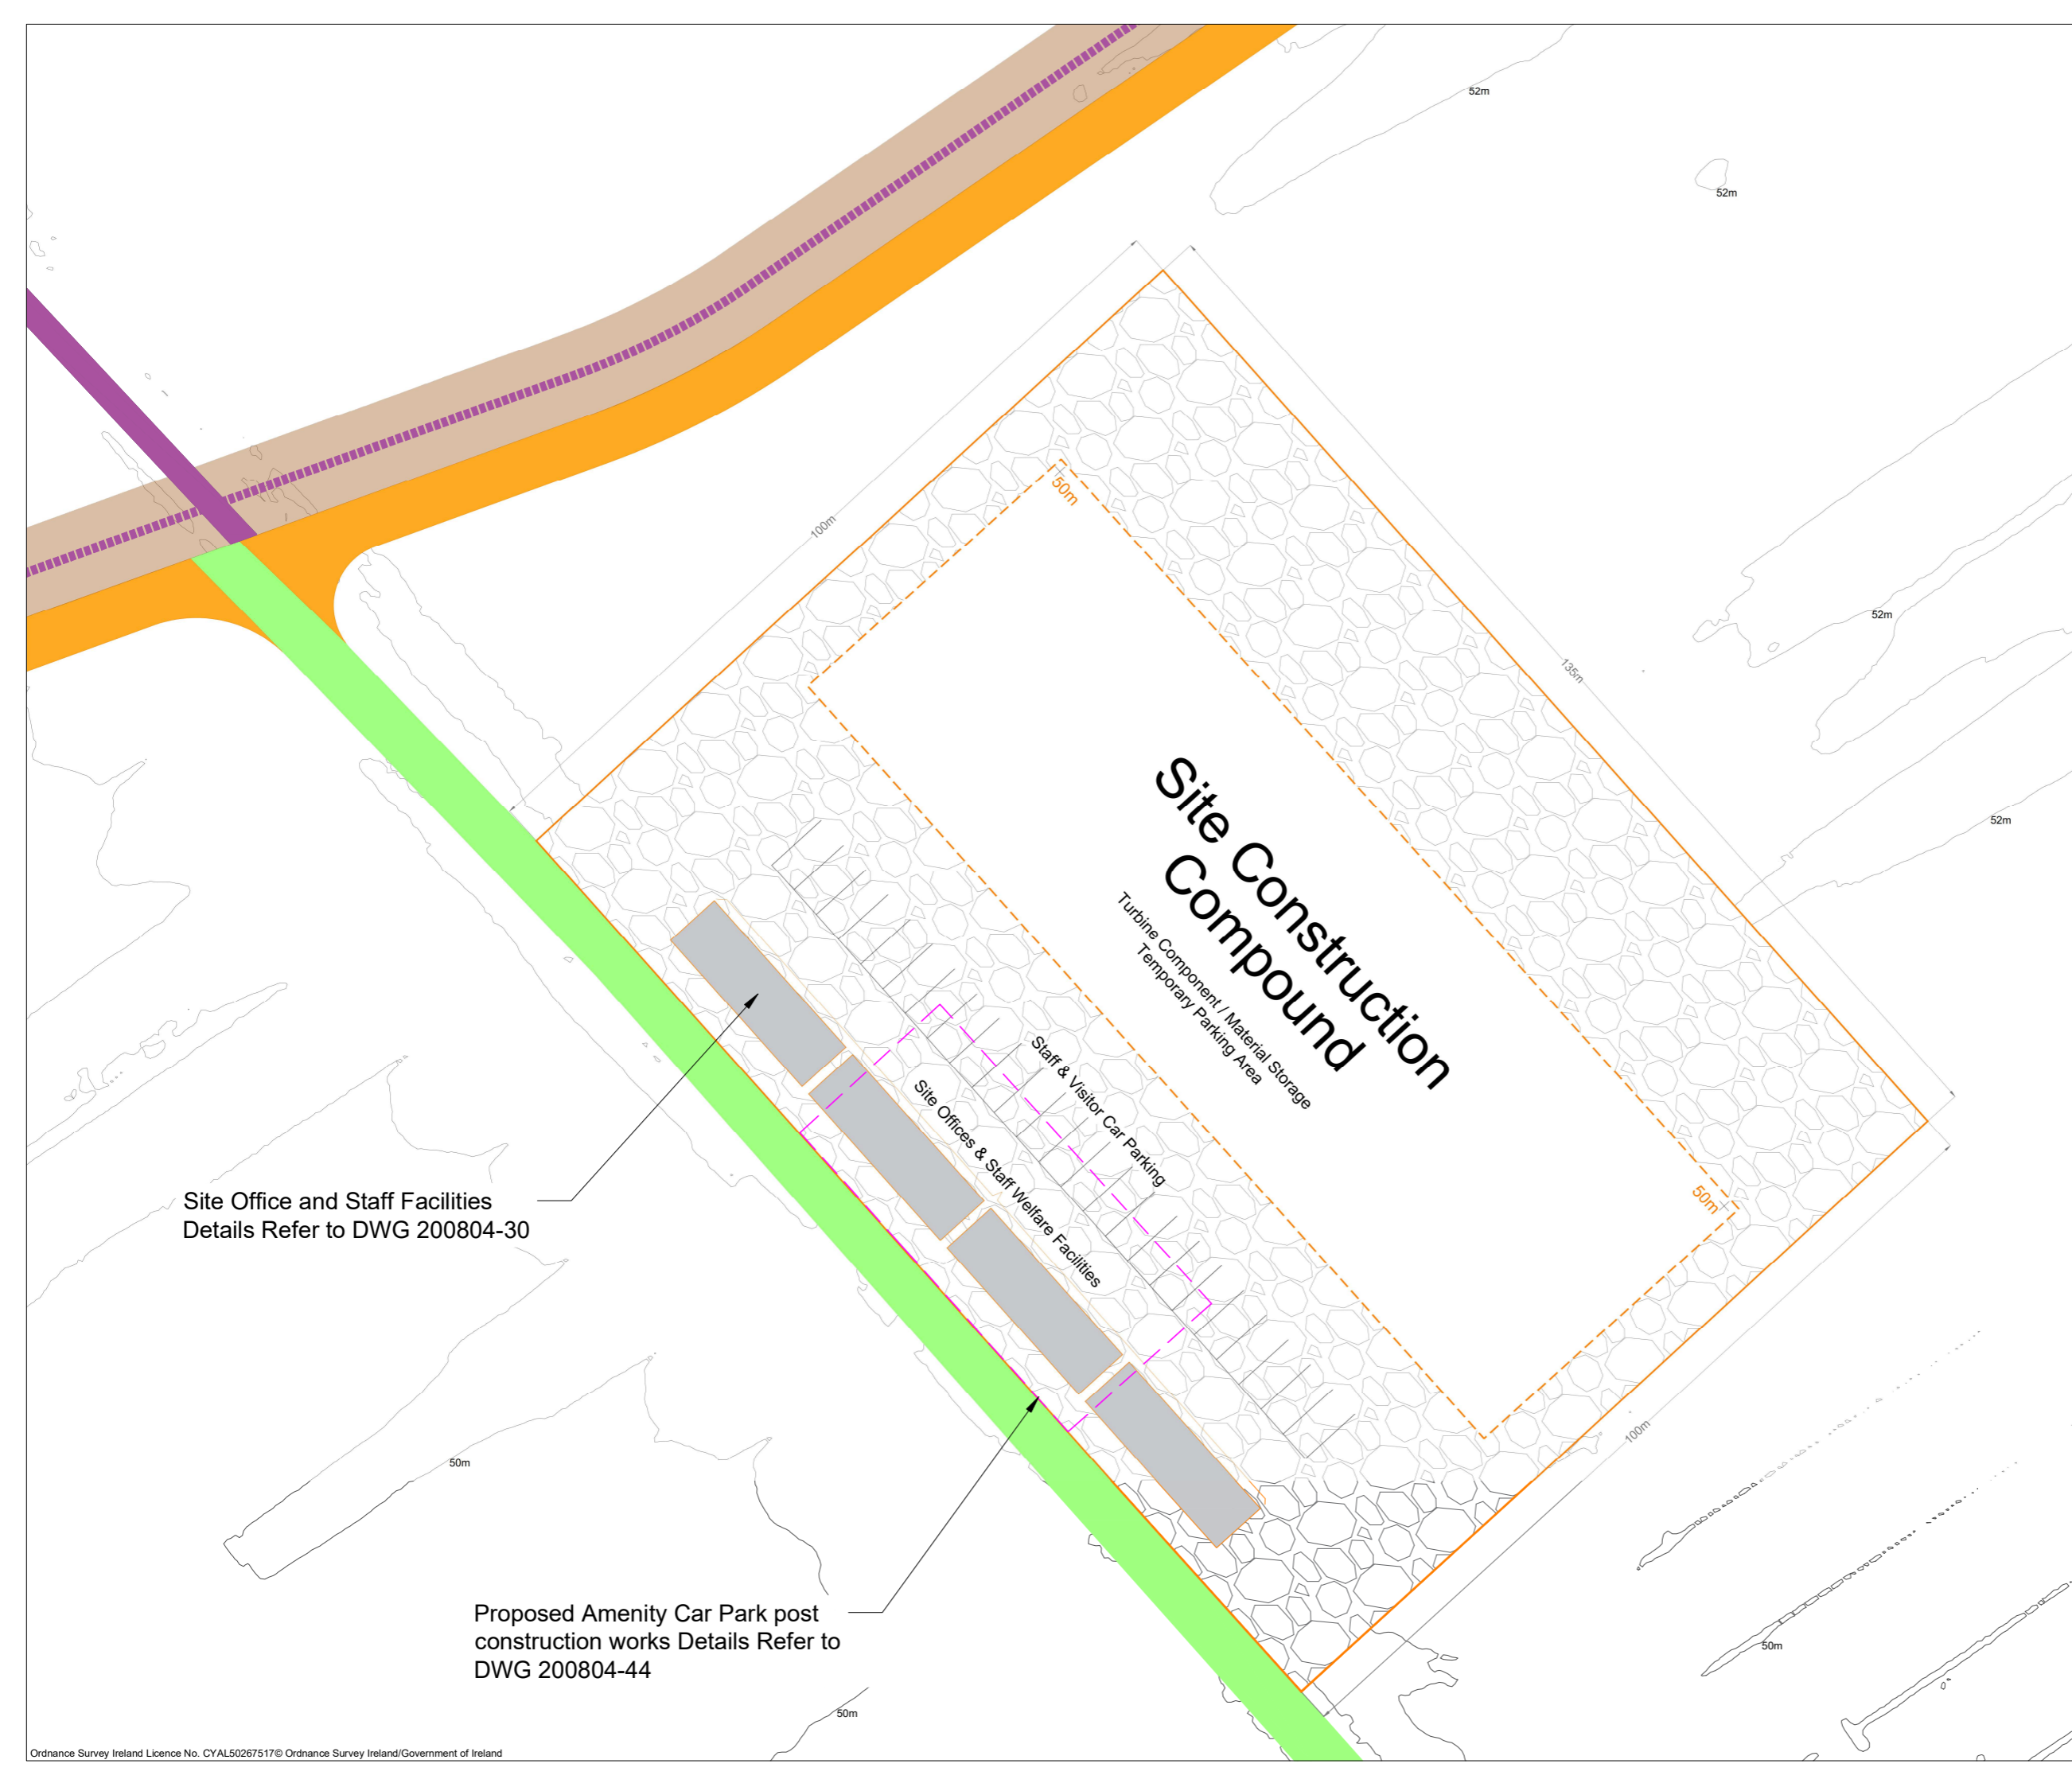 52m
52m
50m
100m
52m
135m
Site Construction
Compound
Turbine Component / Material Storage
Temporary Parking Area
52m
Staff & Visitor Car Parking
Site Offices & Staff Welfare Facilities
50m
Site Office and Staff Facilities
Details Refer to DWG 200804-30
100m
50m
Proposed Amenity Car Park post
construction works Details Refer to
DWG 200804-44
50m
50m
Ordnance Survey Ireland Licence No. CYAL50267517© Ordnance Survey Ireland/Government of Ireland